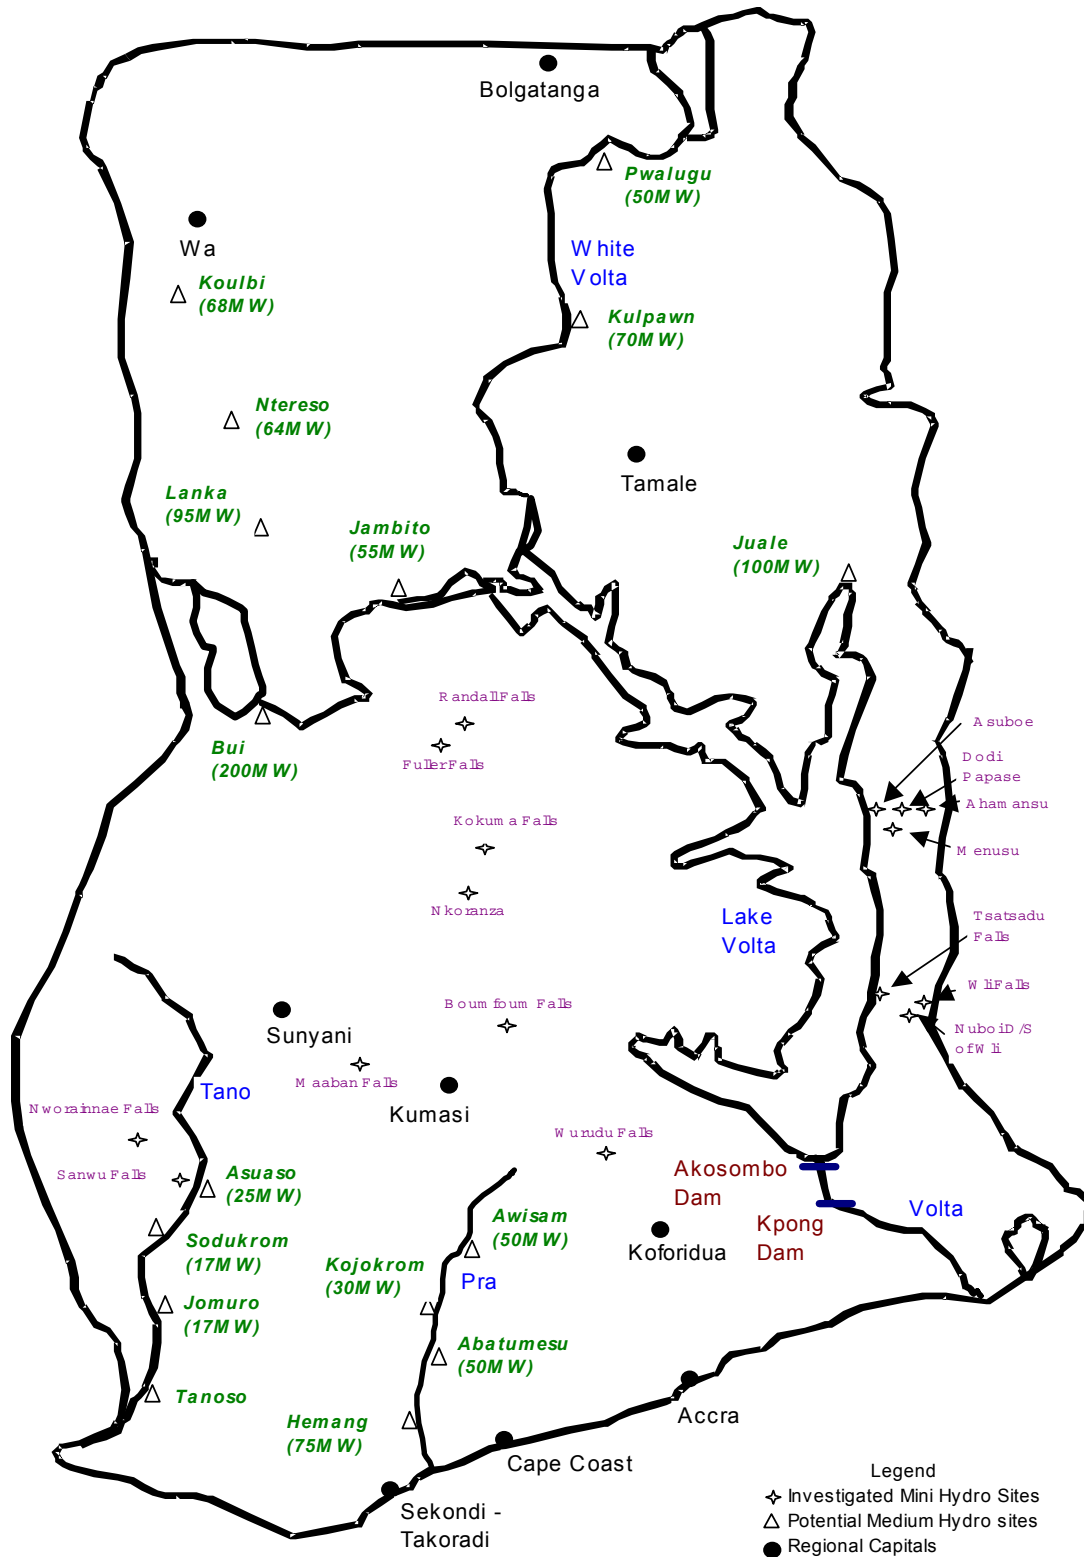 Bolgatanga
Pwalugu
(50MW)
Wa
White
Volta
Koulbi
(68MW)
Kulpawn
(70MW)
Ntereso
(64MW)
Tamale
Lanka
(95MW)
Jambito
(55MW)
Juale
(100MW)
Randall Falls
Asuboe
Bui
(200MW)
Fuller Falls
Dodi
Papase
Ahamansu
Kokuma Falls
Menusu
Nkoranza
Lake
Volta
Tsatsadu
Falls
Wli Falls
Boumfoum Falls
Sunyani
Nuboi D/S
of Wli
Maaban Falls
Tano
Kumasi
Nworainnae Falls
Wurudu Falls
Sanwu Falls
Asuaso
(25MW)
Akosombo
Dam
Volta
Awisam
(50MW)
Koforidua
Kpong
Dam
Sodukrom
(17MW)
Kojokrom
(30MW)
Pra
Jomuro
(17MW)
Abatumesu
(50MW)
Tanoso
Accra
Hemang
(75MW)
Cape Coast
Sekondi -
Takoradi
Legend
Investigated Mini Hydro Sites
Potential Medium Hydro sites
Regional Capitals